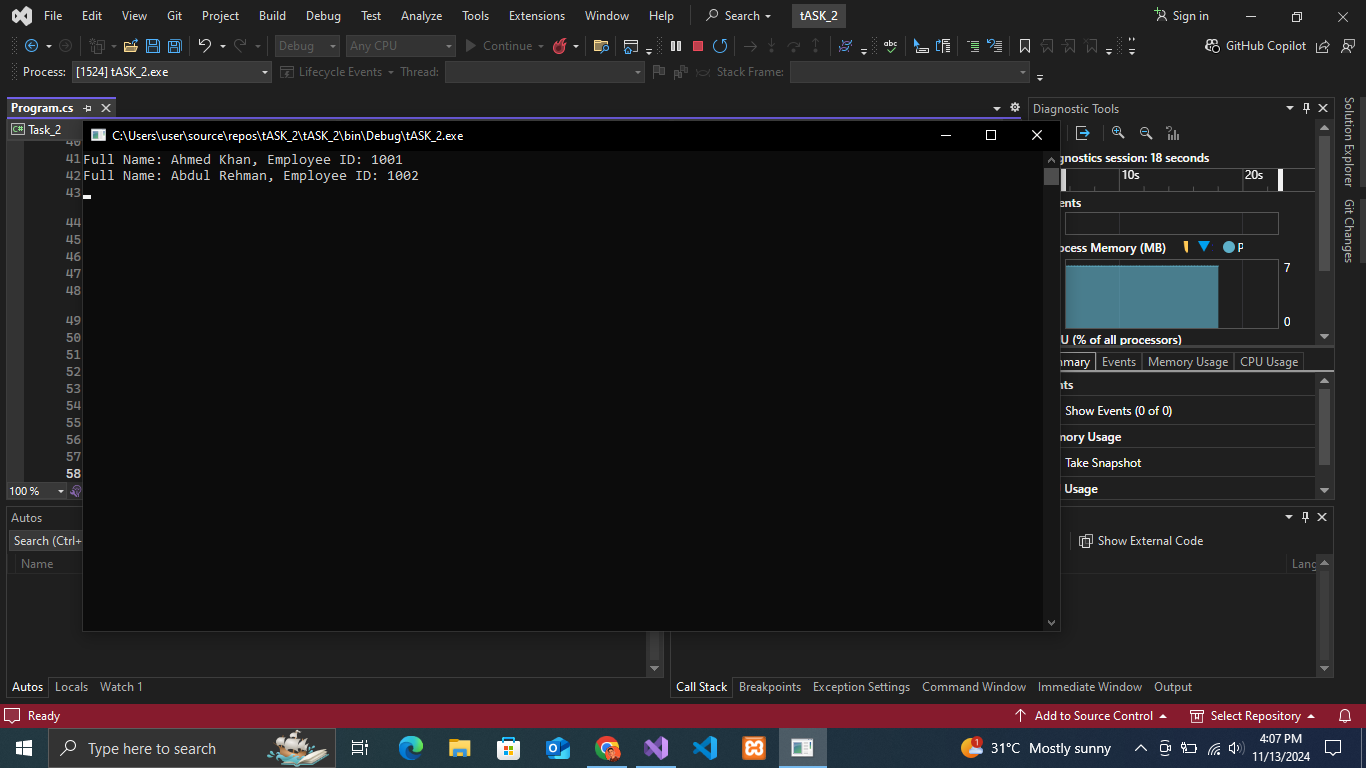 File Edit View Git Project Build Debug Test Analyze Tools Extensions Window Help Search tASK_2 Sign in
Debug Any CPU Continue GitHub Copilot
Process: [1524] tASK_2.exe Lifecycle Events Thread: Stack Frame:
Program.cs
Task_2
C:\Users\user\source\repos\tASK_2\tASK_2\bin\Debug\tASK_2.exe
Full Name: Ahmed Khan, Employee ID: 1001
Full Name: Abdul Rehman, Employee ID: 1002
40
41
42
43
44
45
46
47
48
49
50
51
52
53
54
55
56
57
58
100 %
Diagnostic Tools
gnostics session: 18 seconds
10s 20s
ents
ocess Memory (MB) P
7
0
U (% of all processors)
mmary Events Memory Usage CPU Usage
nts
Show Events (0 of 0)
mory Usage
Take Snapshot
Usage
Solution Explorer
Git Changes
Autos
Search (Ctrl+
Name
Show External Code
Lang
Autos Locals Watch 1
Call Stack Breakpoints Exception Settings Command Window Immediate Window Output
Ready Add to Source Control Select Repository
Type here to search
1
31°C Mostly sunny
4:07 PM
11/13/2024